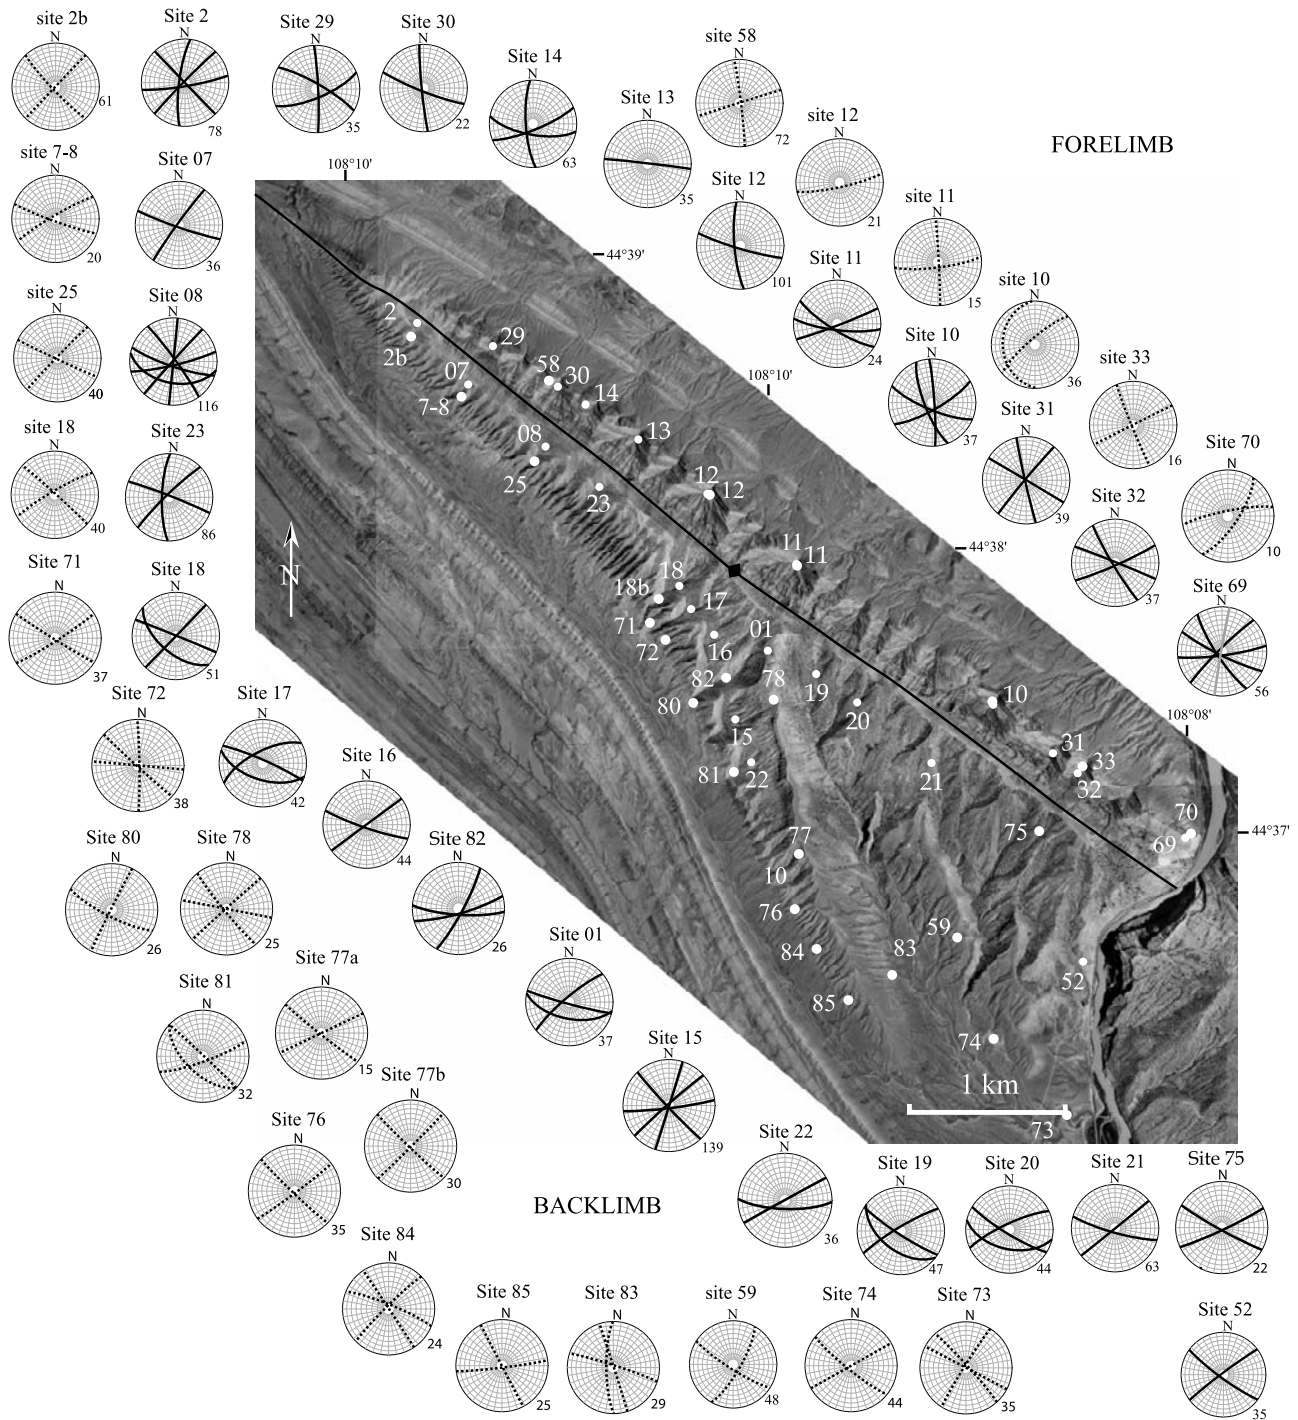 site 2b
N
61
Site 2
N
78
Site 29
N
35
Site 30
N
22
Site 14
N
63
Site 13
N
35
site 58
N
72
site 12
N
21
FORELIMB
site 7-8
N
20
Site 07
N
36
108°10'
44°39'
Site 12
N
101
site 11
N
15
Site 11
N
24
site 10
N
36
site 25
N
40
Site 08
N
116
Site 10
N
37
site 33
N
16
108°10'
Site 31
N
39
Site 70
N
10
site 18
N
40
Site 23
N
86
Site 32
N
37
44°38'
Site 71
N
37
Site 18
N
51
Site 69
N
56
108°08'
2
2b
29
07
7-8
58
30
14
08
25
13
23
12
12
11
11
18
18b
17
71
72
16
01
82
78
80
19
20
15
10
81
22
21
31
33
32
75
70
69
44°37'
77
10
76
84
59
83
85
52
74
1 km
73
N
Site 72
N
38
Site 17
N
42
Site 16
N
44
Site 80
N
26
Site 78
N
25
Site 82
N
26
Site 01
N
37
Site 81
N
32
Site 77a
N
15
Site 15
N
139
Site 77b
N
30
Site 76
N
35
BACKLIMB
Site 22
N
36
Site 19
N
47
Site 20
N
44
Site 21
N
63
Site 75
N
22
Site 84
N
24
Site 85
N
25
Site 83
N
29
site 59
N
48
Site 74
N
44
Site 73
N
35
Site 52
N
35